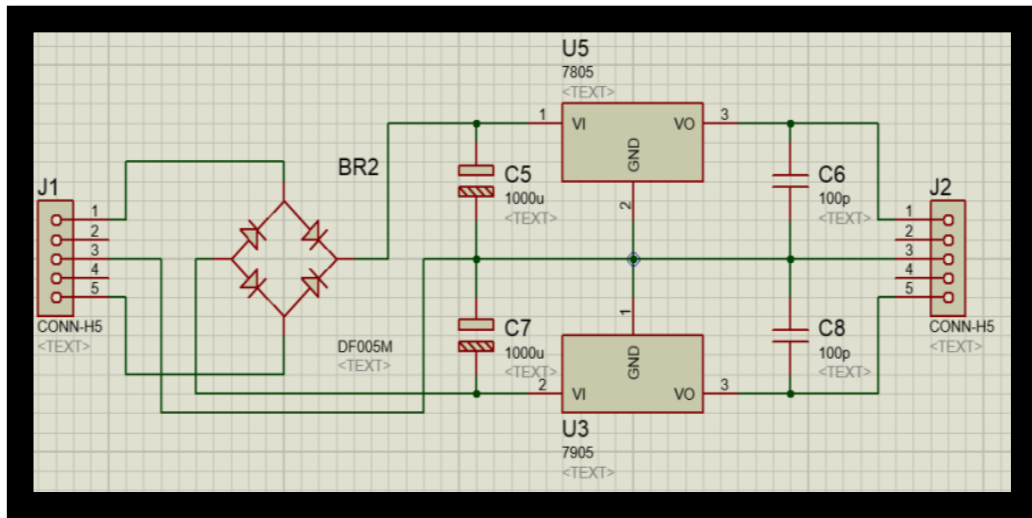 U5
7805
<TEXT>
1
VI
VO
3
GND
2
BR2
DF005M
<TEXT>
J1
1
2
3
4
5
CONN-H5
<TEXT>
C5
1000u
<TEXT>
C6
100p
<TEXT>
J2
1
2
3
4
5
CONN-H5
<TEXT>
C7
1000u
<TEXT>
C8
100p
<TEXT>
1
GND
2
VI
VO
3
U3
7905
<TEXT>